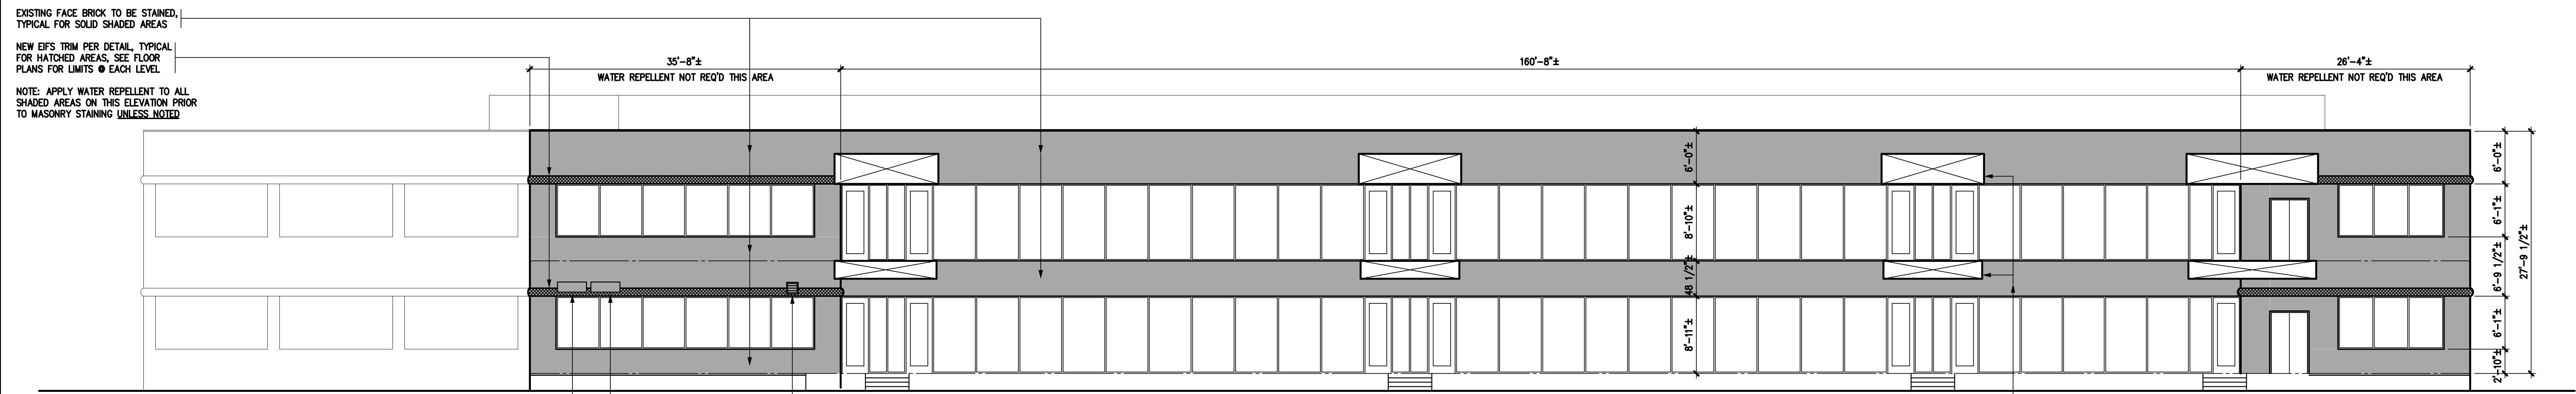 EXISTING FACE BRICK TO BE STAINED,
TYPICAL FOR SOLID SHADED AREAS
NEW EIFS TRIM PER DETAIL, TYPICAL
FOR HATCHED AREAS, SEE FLOOR
PLANS FOR LIMITS @ EACH LEVEL
NOTE: APPLY WATER REPELLENT TO ALL
SHADED AREAS ON THIS ELEVATION PRIOR
TO MASONRY STAINING UNLESS NOTED
35'-8"±
WATER REPELLENT NOT REQ'D THIS AREA
160'-8"±
26'-4"±
WATER REPELLENT NOT REQ'D THIS AREA
6'-0"±
8'-10"±
48 1/2"±
8'-11"±
6'-0"±
6'-1"±
6'-9 1/2"±
6'-1"±
2'-10"±
27'-9 1/2"±